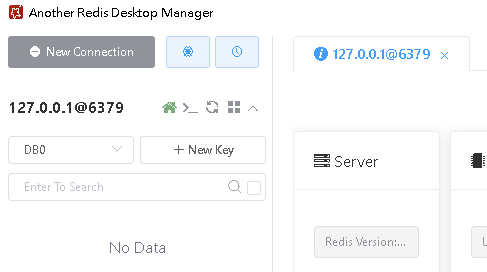 Another Redis Desktop Manager
New Connection
127.0.0.1@6379
127.0.0.1@6379
DB0
+ New Key
Server
Enter To Search
No Data
Redis Version:...